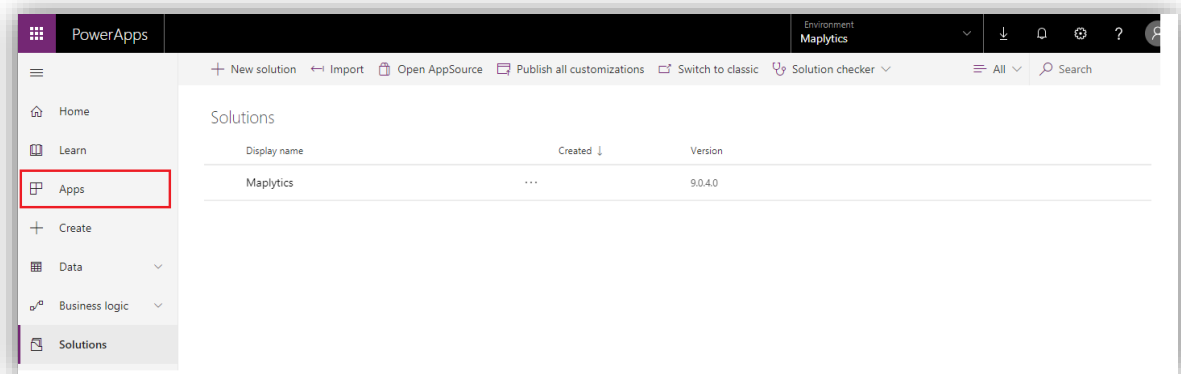 PowerApps
Environment
Maplytics
?
New solution Import Open AppSource Publish all customizations Switch to classic Solution checker All Search
Home
Learn
Apps
Create
Data
Business logic
Solutions
Solutions
Display name Created ↓ Version
Maplytics ... 9.0.4.0